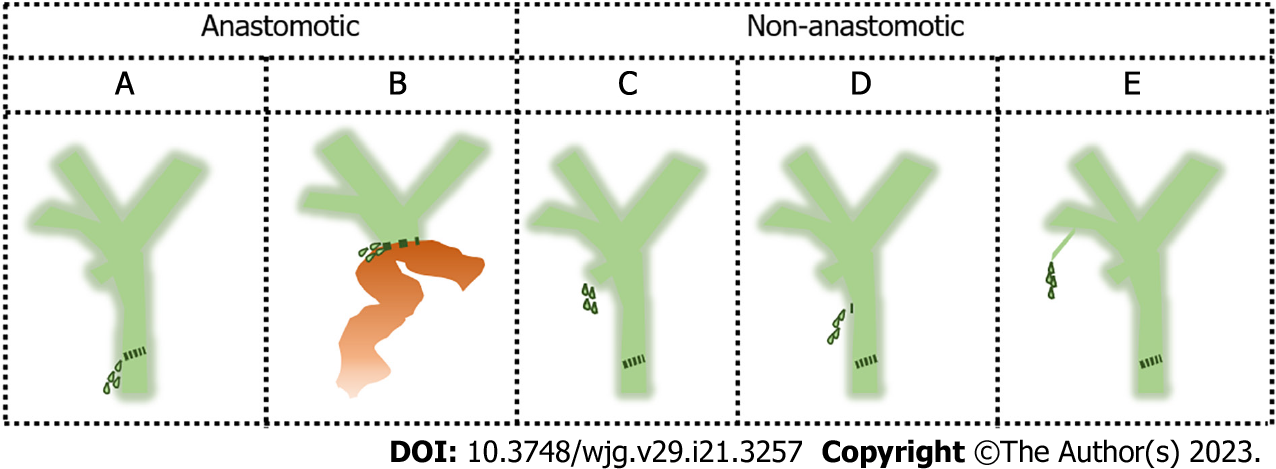 Anastomotic Non-anastomotic
A B C D E
DOI: 10.3748/wjg.v29.i21.3257 Copyright ©The Author(s) 2023.